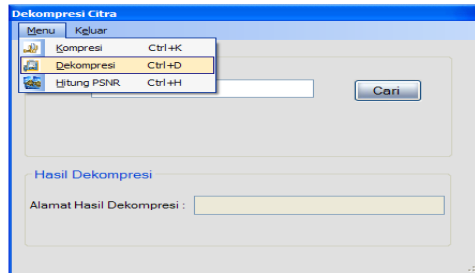 Dekompresi Citra
Menu Keluar
Kompresi Ctrl+K
Dekompresi Ctrl+D
Hitung PSNR Ctrl+H
Cari
Hasil Dekompresi
Alamat Hasil Dekompresi :